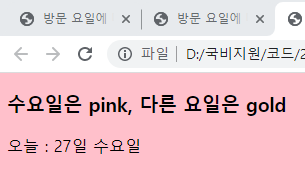 방문 요일에
방문 요일에
파일 | D:/국비지원/코드/2
수요일은 pink, 다른 요일은 gold
오늘 : 27일 수요일